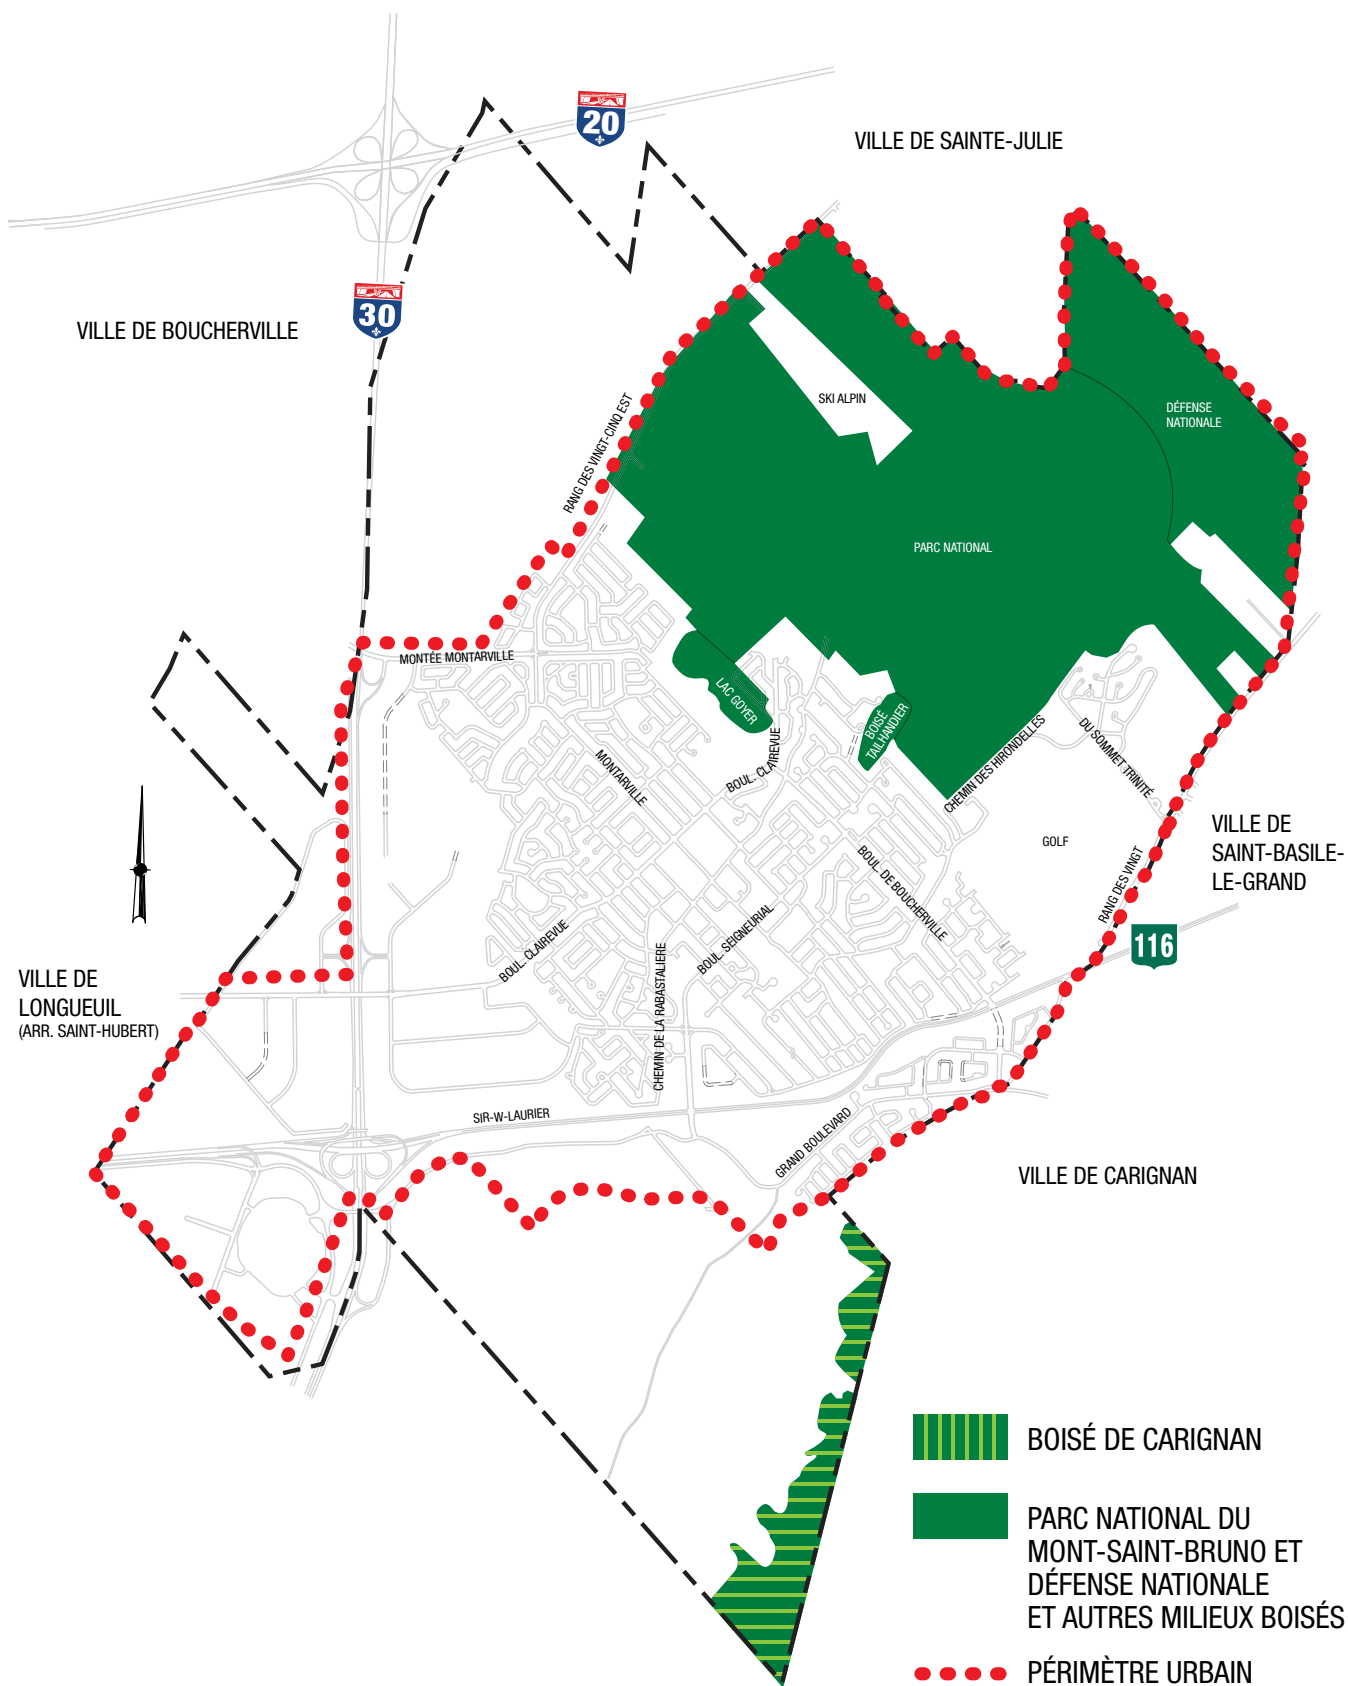 20
VILLE DE SAINTE-JULIE
30
VILLE DE BOUCHERVILLE
SKI ALPIN
DÉFENSE
NATIONALE
RANG DES VINGT-CINQ EST
PARC NATIONAL
MONTÉE MONTARVILLE
LAC GOYER
BOISÉ
TAILHANDIER
CHEMIN DES HIRONDELLES
DU SOMMET TRINITÉ
MONTARVILLE
BOUL. CLAIREVUE
GOLF
VILLE DE
SAINT-BASILE-
LE-GRAND
BOUL. DE BOUCHERVILLE
RANG DES VINGT
116
BOUL. CLAIREVUE
BOUL. SEIGNEURIAL
CHEMIN DE LA RABASTALIERE
VILLE DE
LONGUEUIL
(ARR. SAINT-HUBERT)
SIR-W-LAURIER
GRAND BOULEVARD
VILLE DE CARIGNAN
BOISÉ DE CARIGNAN
PARC NATIONAL DU
MONT-SAINT-BRUNO ET
DÉFENSE NATIONALE
ET AUTRES MILIEUX BOISÉS
PÉRIMÈTRE URBAIN